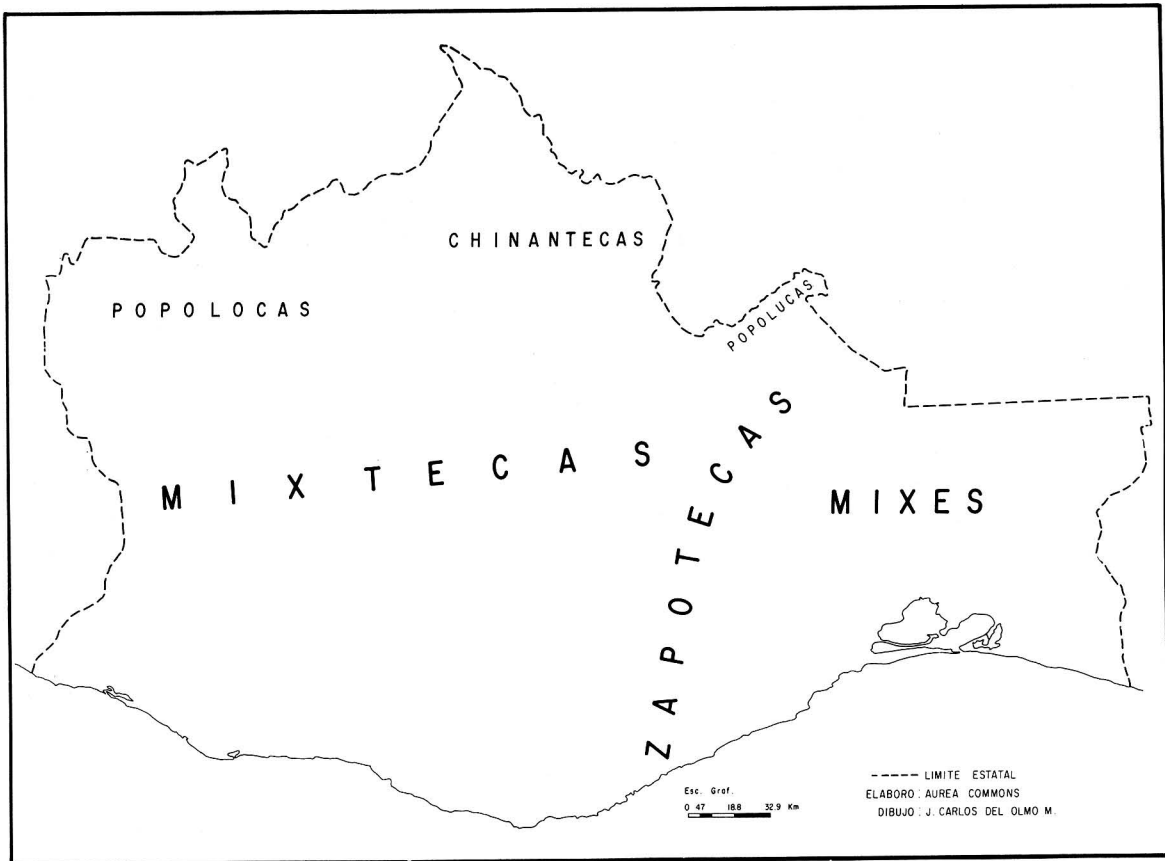 CHINANTECAS
POPOLOCAS
POPOLUCAS
MIXTECAS
ZAPOTECAS
MIXES
LIMITE ESTATAL
ELABORO: AUREA COMMONS
DIBUJO: J. CARLOS DEL OLMO M.
Esc. Graf.
0 47 18.8 32.9 Km